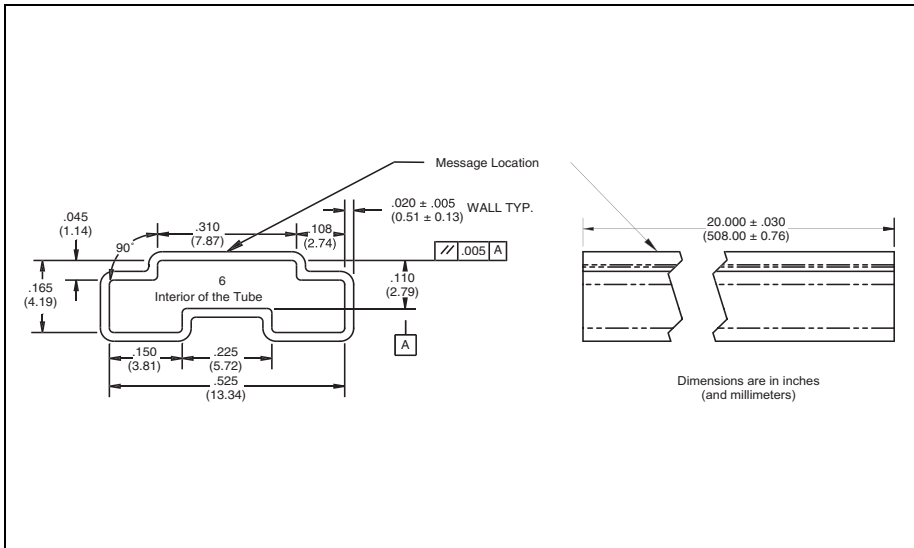 Message Location
.020 ± .005
(0.51 ± 0.13)
WALL TYP.
20.000 ± .030
(508.00 ± 0.76)
.045
(1.14)
.310
(7.87)
.108
(2.74)
90°
// .005 A
.165
(4.19)
6
Interior of the Tube
.110
(2.79)
A
.150
(3.81)
.225
(5.72)
.525
(13.34)
Dimensions are in inches
(and millimeters)